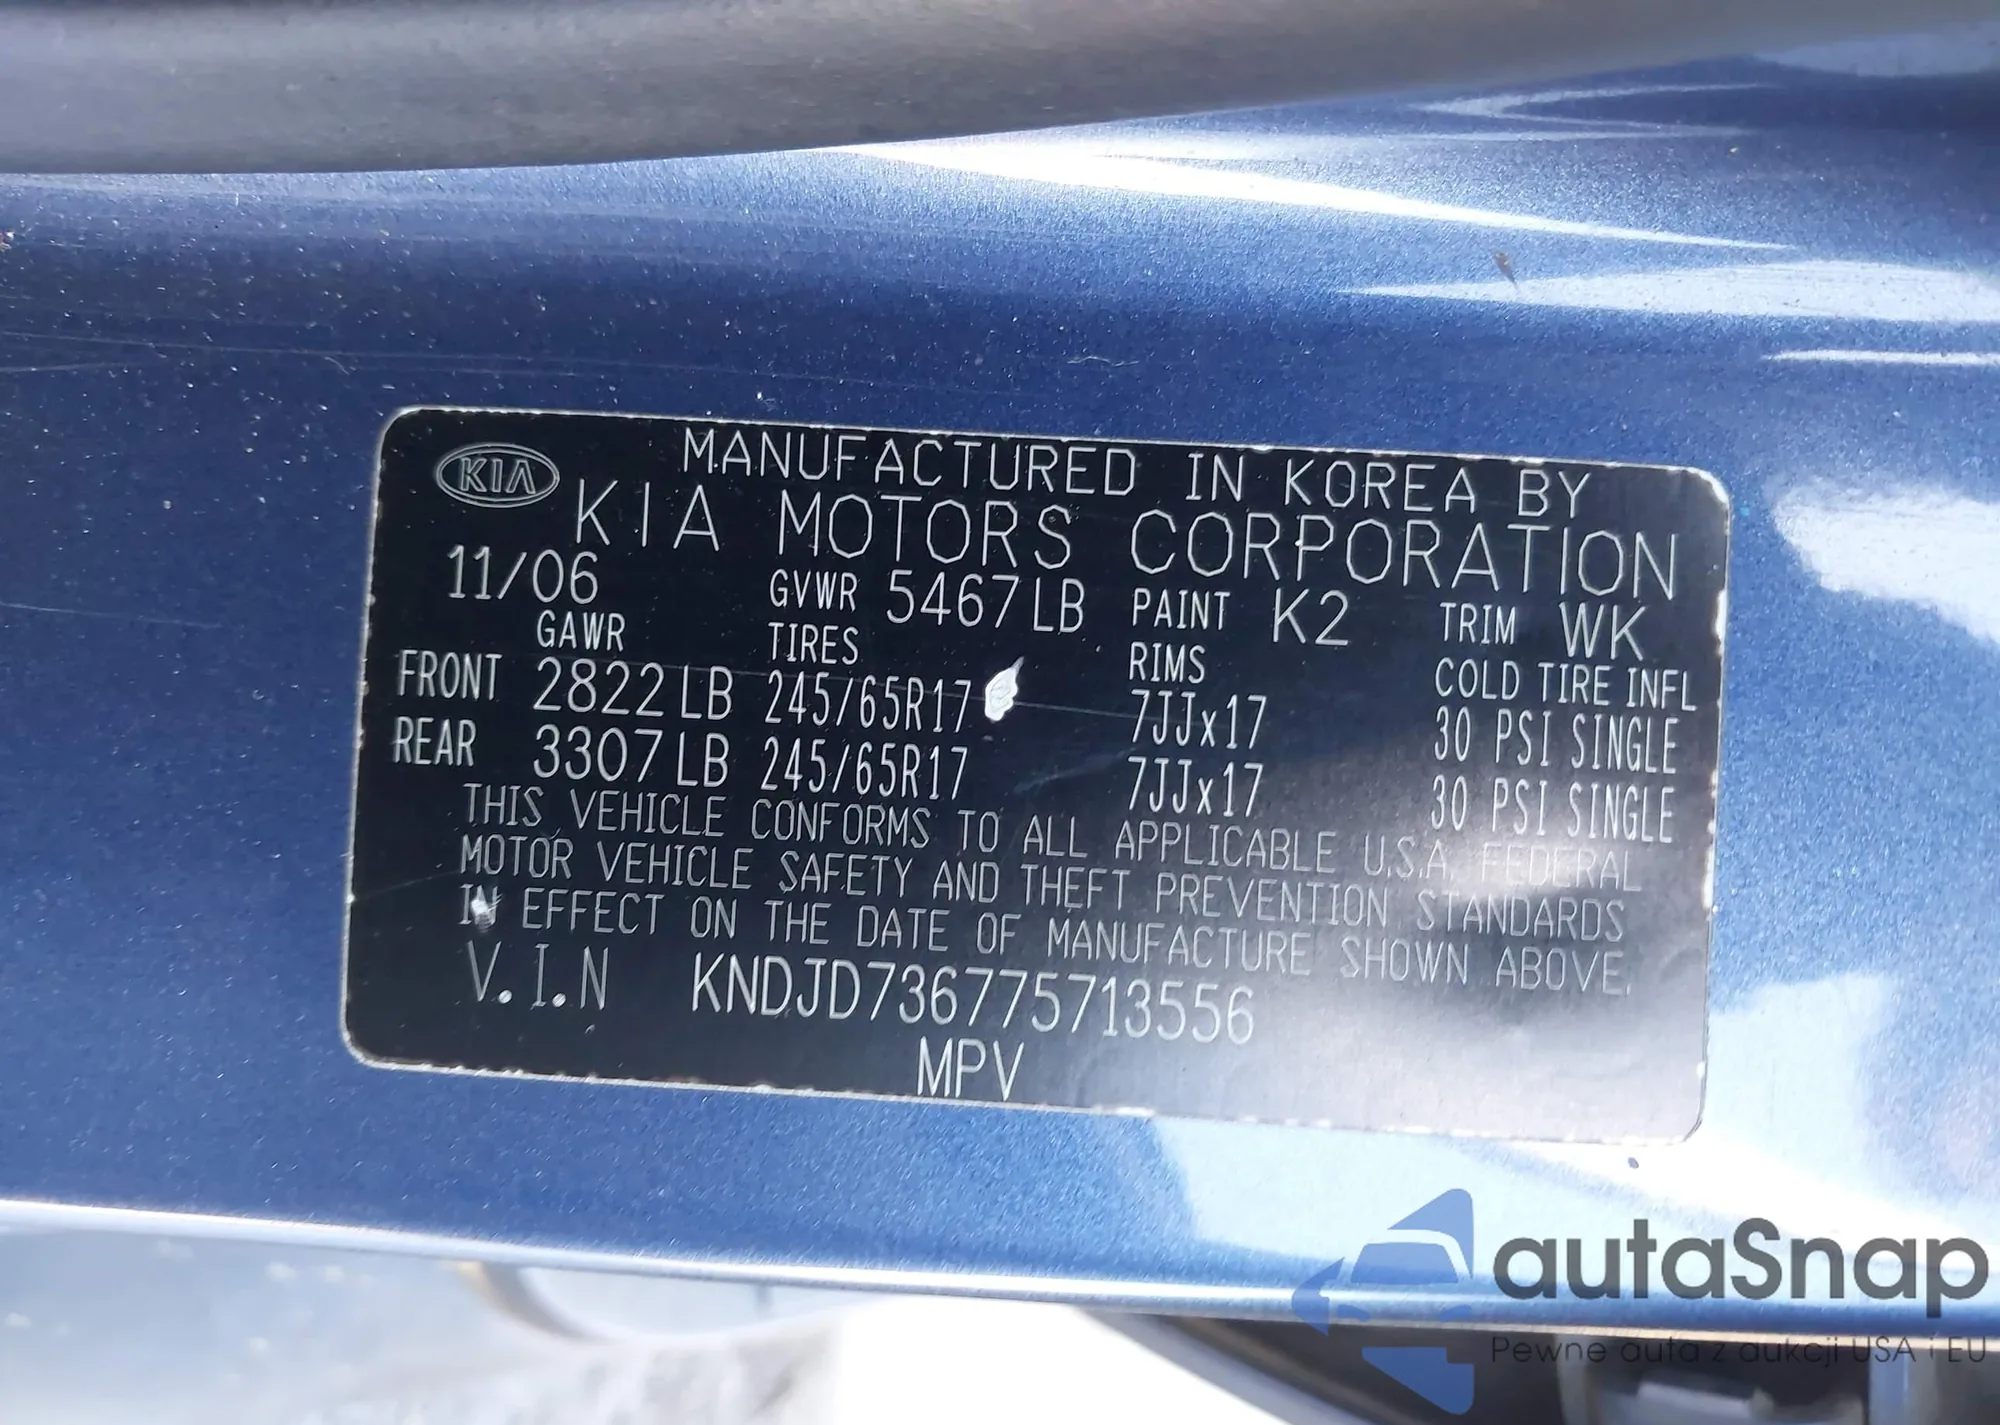 KIA
MANUFACTURED IN KOREA BY
KIA MOTORS CORPORATION
11/06 GVWR 5467LB PAINT K2 TRIM WK
GAWR TIRES RIMS COLD TIRE INFL
FRONT 2822LB 245/65R17 7JJx17 30 PSI SINGLE
REAR 3307LB 245/65R17 7JJx17 30 PSI SINGLE
THIS VEHICLE CONFORMS TO ALL APPLICABLE U.S.A. FEDERAL
MOTOR VEHICLE SAFETY AND THEFT PREVENTION STANDARDS
IN EFFECT ON THE DATE OF MANUFACTURE SHOWN ABOVE.
V.I.N KNDJD736775713556
MPV
autaSnap
Pewne auta z aukcji USA i EU